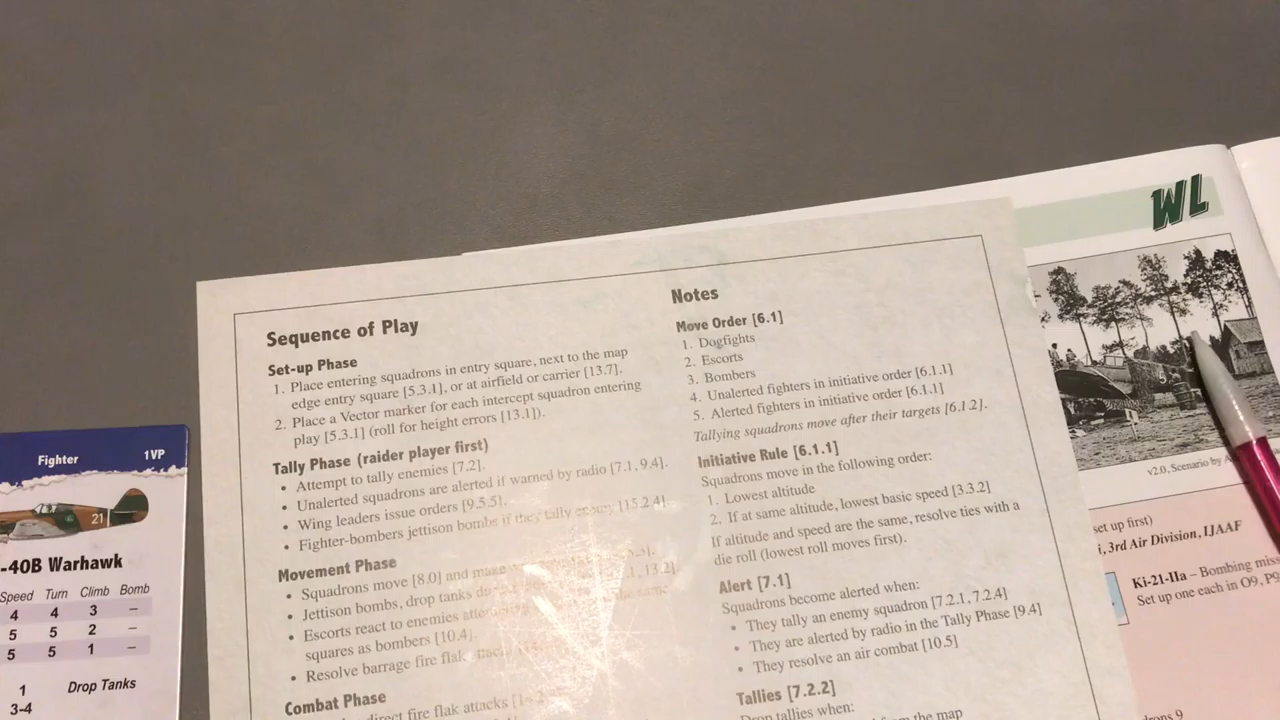 Fighter 1VP
21
-40B Warhawk
Speed Turn Climb Bomb
4 4 3 –
5 5 2 –
5 5 1 –
1 Drop Tanks
3-4
Sequence of Play
Set-up Phase
1. Place entering squadrons in entry square, next to the map
edge entry square [5.3.1], or at airfield or carrier [13.7].
2. Place a Vector marker for each intercept squadron entering
play [5.3.1] (roll for height errors [13.1]).
Tally Phase (raider player first)
• Attempt to tally enemies [7.2].
• Unalerted squadrons are alerted if warned by radio [7.1, 9.4].
• Wing leaders issue orders [9.5.5].
• Fighter-bombers jettison bombs if they tally enemy [15.2.4].
Movement Phase
• Squadrons move [8.0] and make
• Jettison bombs, drop tanks
• Escorts react to enemies same
squares as bombers [10.4].
• Resolve barrage fire flak attacks
Combat Phase
direct fire flak attacks
Notes
Move Order [6.1]
1. Dogfights
2. Escorts
3. Bombers
4. Unalerted fighters in initiative order [6.1.1]
5. Alerted fighters in initiative order [6.1.1]
Tallying squadrons move after their targets [6.1.2].
Initiative Rule [6.1.1]
Squadrons move in the following order:
1. Lowest altitude
2. If at same altitude, lowest basic speed [3.3.2]
If altitude and speed are the same, resolve ties with a
die roll (lowest roll moves first).
Alert [7.1]
Squadrons become alerted when:
• They tally an enemy squadron [7.2.1, 7.2.4]
• They are alerted by radio in the Tally Phase [9.4]
• They resolve an air combat [10.5]
Tallies [7.2.2]
Drop tallies when:
from the map
WL
v2.0, Scenario by
set up first)
i, 3rd Air Division, IJAAF
Ki-21-IIa – Bombing
Set up one each in O9,
9